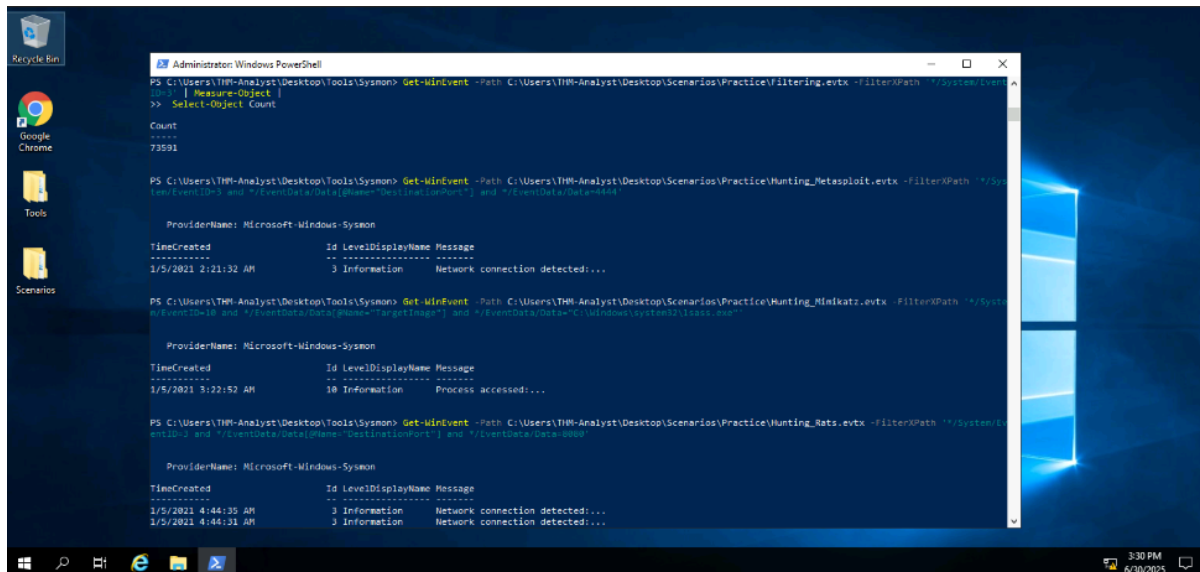 Recycle Bin
Google
Chrome
Tools
Scenarios
Administrator: Windows PowerShell
PS C:\Users\THM-Analyst\Desktop\Tools\Sysmon> Get-WinEvent -Path C:\Users\THM-Analyst\Desktop\Scenarios\Practice\Filtering.evtx -FilterXPath '*/System/Event
ID=3' | Measure-Object |
>> Select-Object Count
Count
-----
73591
PS C:\Users\THM-Analyst\Desktop\Tools\Sysmon> Get-WinEvent -Path C:\Users\THM-Analyst\Desktop\Scenarios\Practice\Hunting_Metasploit.evtx -FilterXPath '*/Sys
tem/EventID=3 and */EventData/Data[@Name="DestinationPort"] and */EventData/Data=4444'
ProviderName: Microsoft-Windows-Sysmon
TimeCreated Id LevelDisplayName Message
----------- -- ---------------- -------
1/5/2021 2:21:32 AM 3 Information Network connection detected:...
PS C:\Users\THM-Analyst\Desktop\Tools\Sysmon> Get-WinEvent -Path C:\Users\THM-Analyst\Desktop\Scenarios\Practice\Hunting_Mimikatz.evtx -FilterXPath '*/Syste
m/EventID=10 and */EventData/Data[@Name="TargetImage"] and */EventData/Data="C:\Windows\system32\lsass.exe"'
ProviderName: Microsoft-Windows-Sysmon
TimeCreated Id LevelDisplayName Message
----------- -- ---------------- -------
1/5/2021 3:22:52 AM 10 Information Process accessed:...
PS C:\Users\THM-Analyst\Desktop\Tools\Sysmon> Get-WinEvent -Path C:\Users\THM-Analyst\Desktop\Scenarios\Practice\Hunting_Rats.evtx -FilterXPath '*/System/Ev
entID=3 and */EventData/Data[@Name="DestinationPort"] and */EventData/Data=8080'
ProviderName: Microsoft-Windows-Sysmon
TimeCreated Id LevelDisplayName Message
----------- -- ---------------- -------
1/5/2021 4:44:35 AM 3 Information Network connection detected:...
1/5/2021 4:44:31 AM 3 Information Network connection detected:...
3:30 PM
6/30/2025